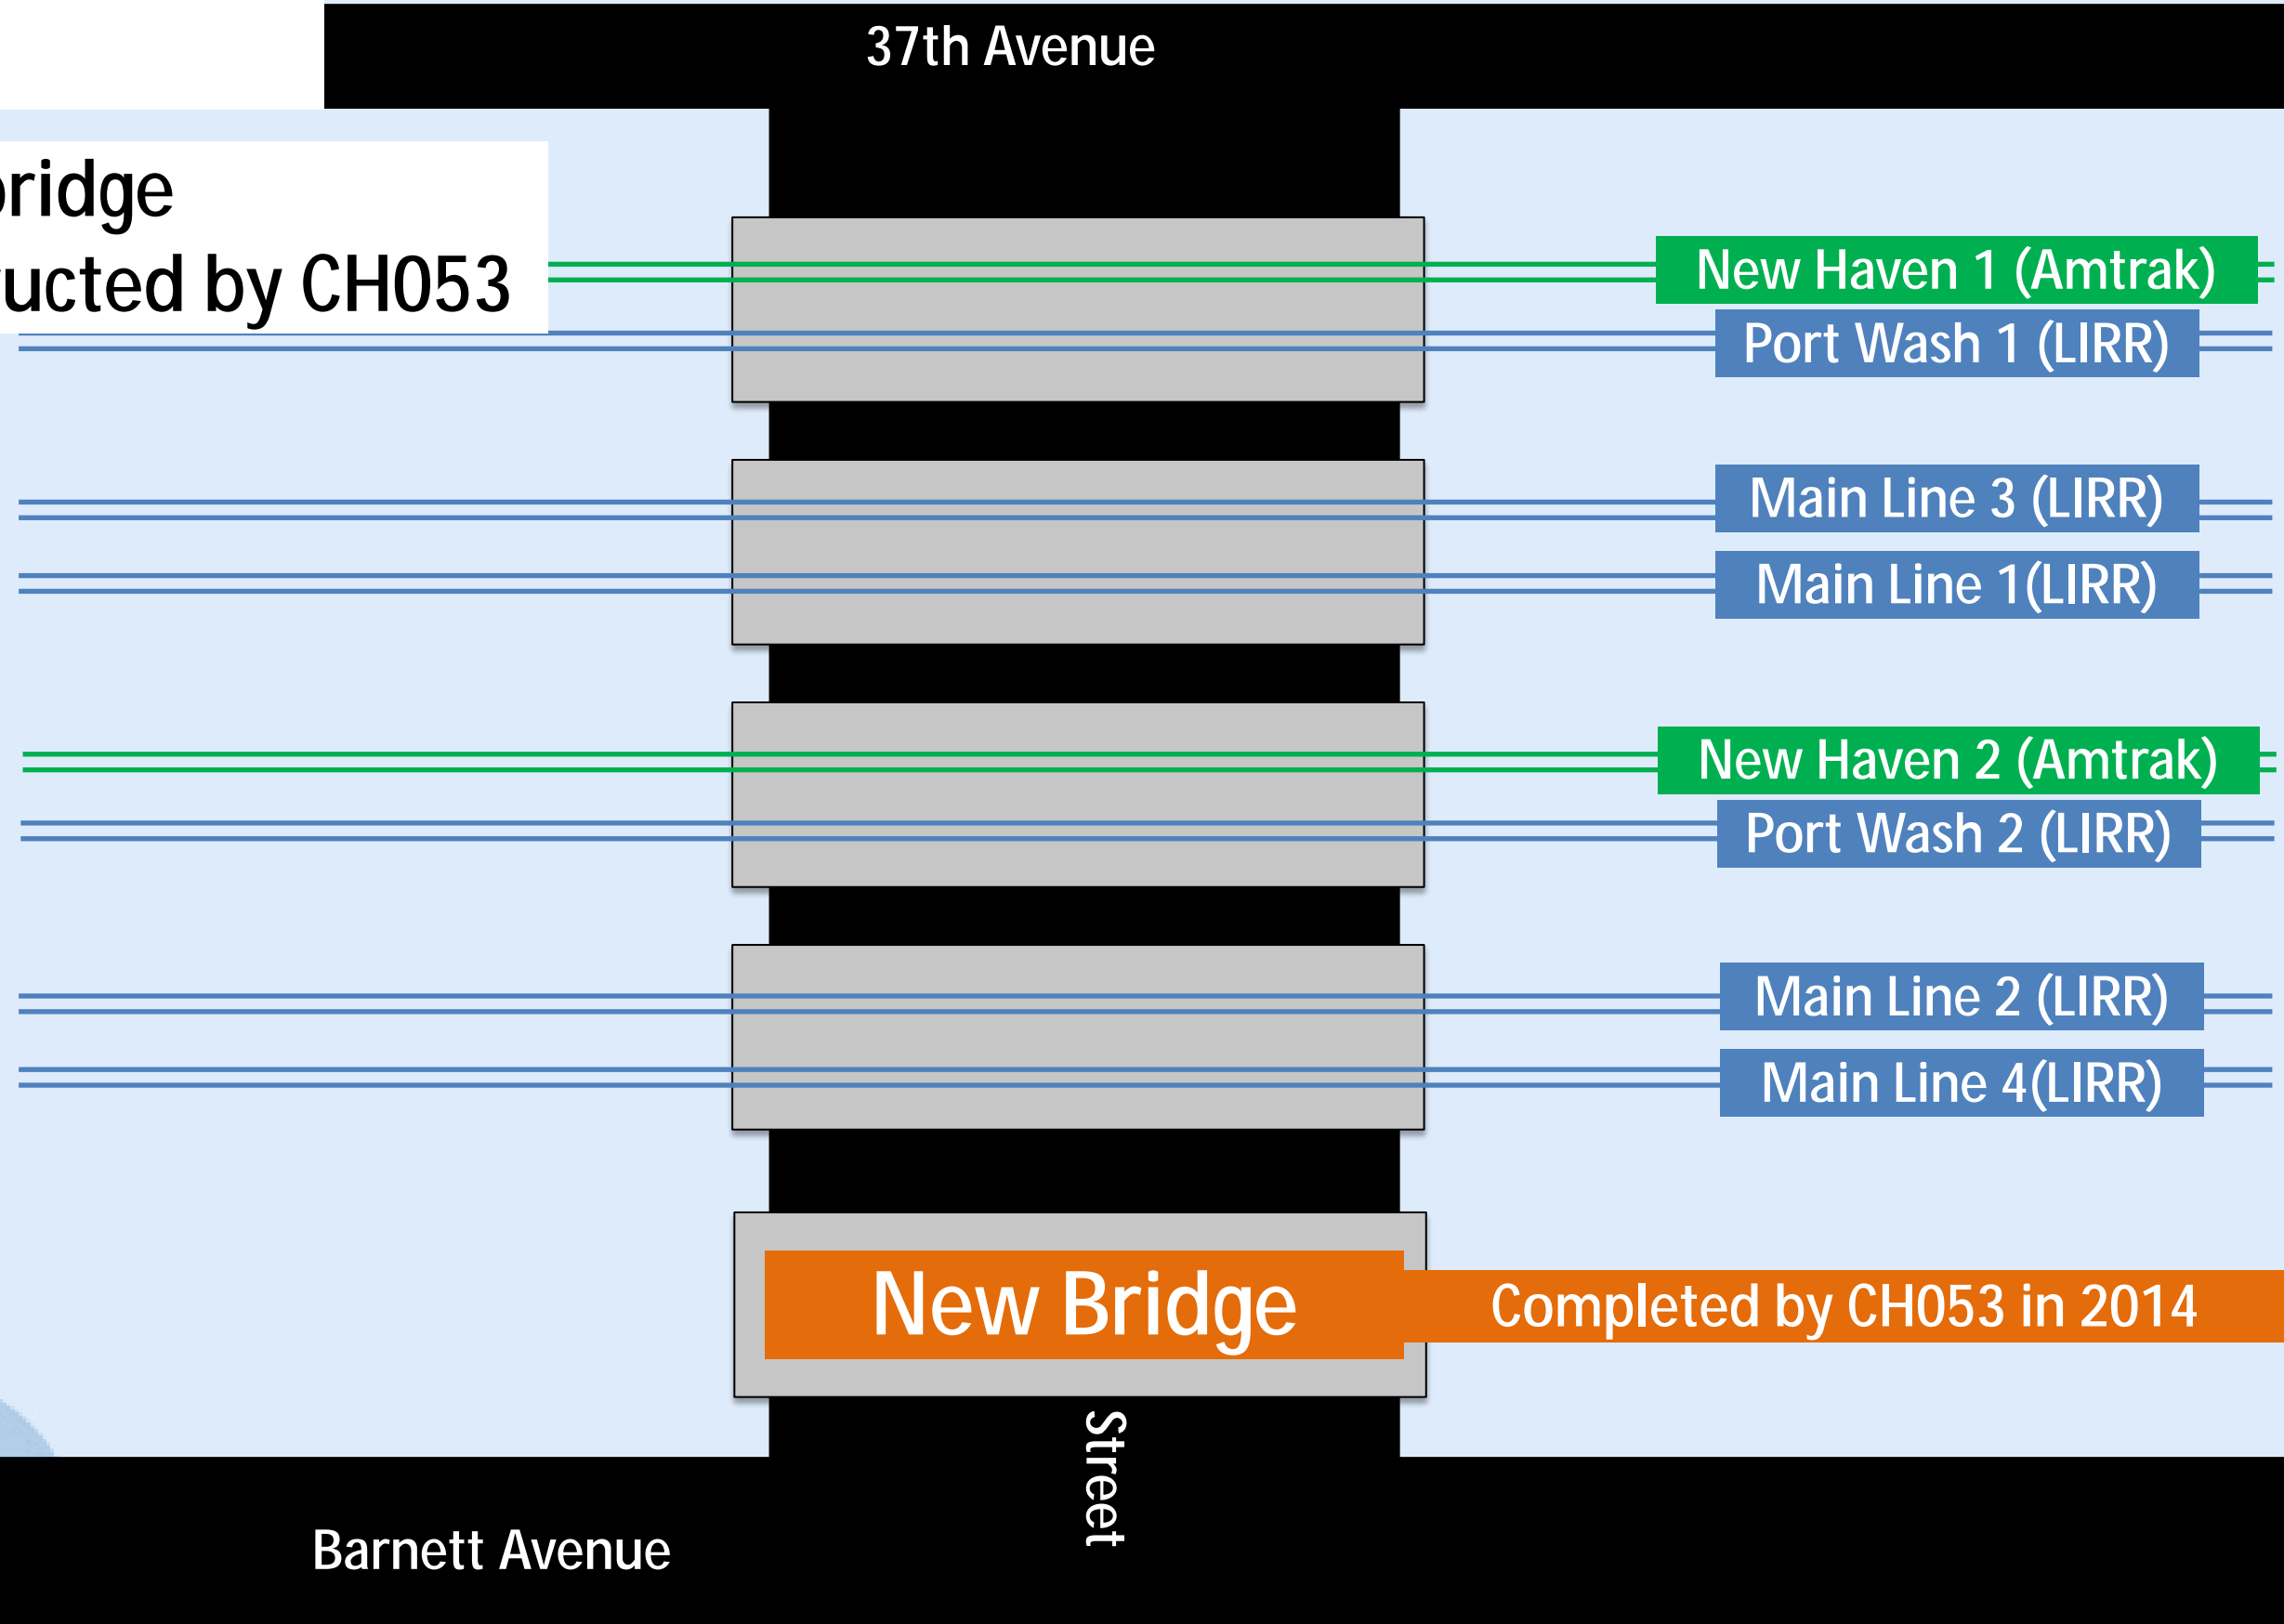 37th Avenue
bridge
ucted by CH053
New Haven 1 (Amtrak)
Port Wash 1 (LIRR)
Main Line 3 (LIRR)
Main Line 1(LIRR)
New Haven 2 (Amtrak)
Port Wash 2 (LIRR)
Main Line 2 (LIRR)
Main Line 4(LIRR)
New Bridge
Completed by CH053 in 2014
Street
Barnett Avenue